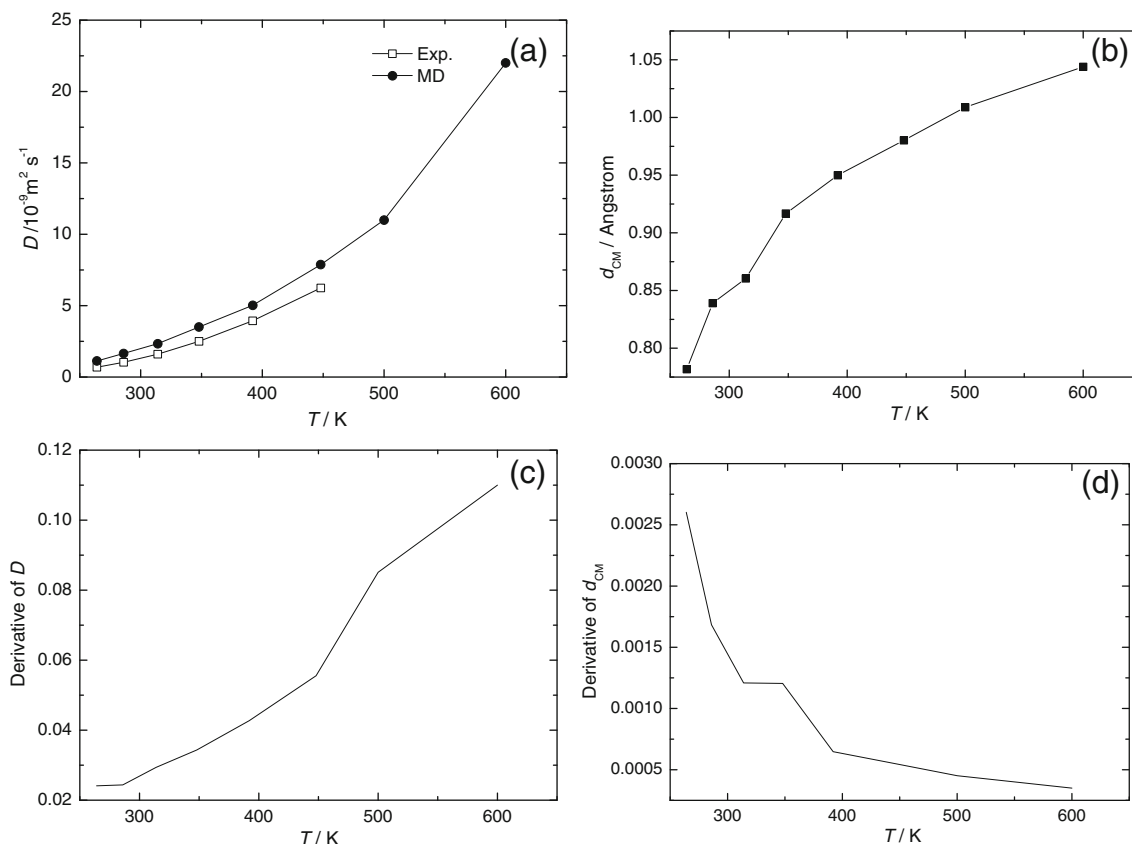 25
20
15
10
5
0
D /10⁻⁹m² s⁻¹
Exp.
MD
(a)
300 400 500 600
T / K
1.05
1.00
0.95
0.90
0.85
0.80
d_CM / Angstrom
(b)
300 400 500 600
T / K
0.12
0.10
0.08
0.06
0.04
0.02
Derivative of D
(c)
300 400 500 600
T / K
0.0030
0.0025
0.0020
0.0015
0.0010
0.0005
Derivative of d_CM
(d)
300 400 500 600
T / K